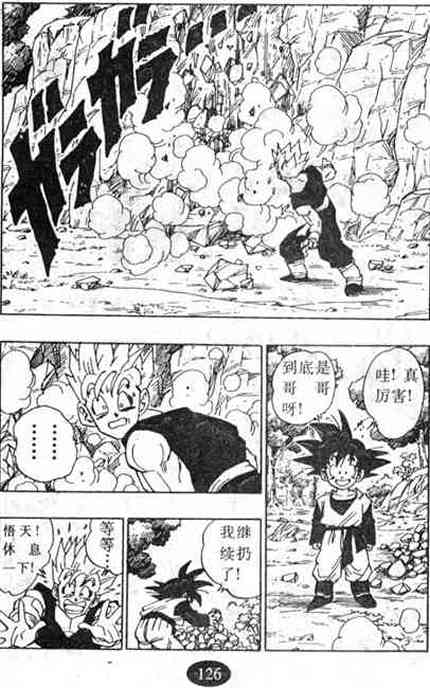 ガラガラ…
哇！真
厉害！
到底是
哥哥
呀！
……
我继
续扔
了！
等等…
悟天！
休息
一下！
126